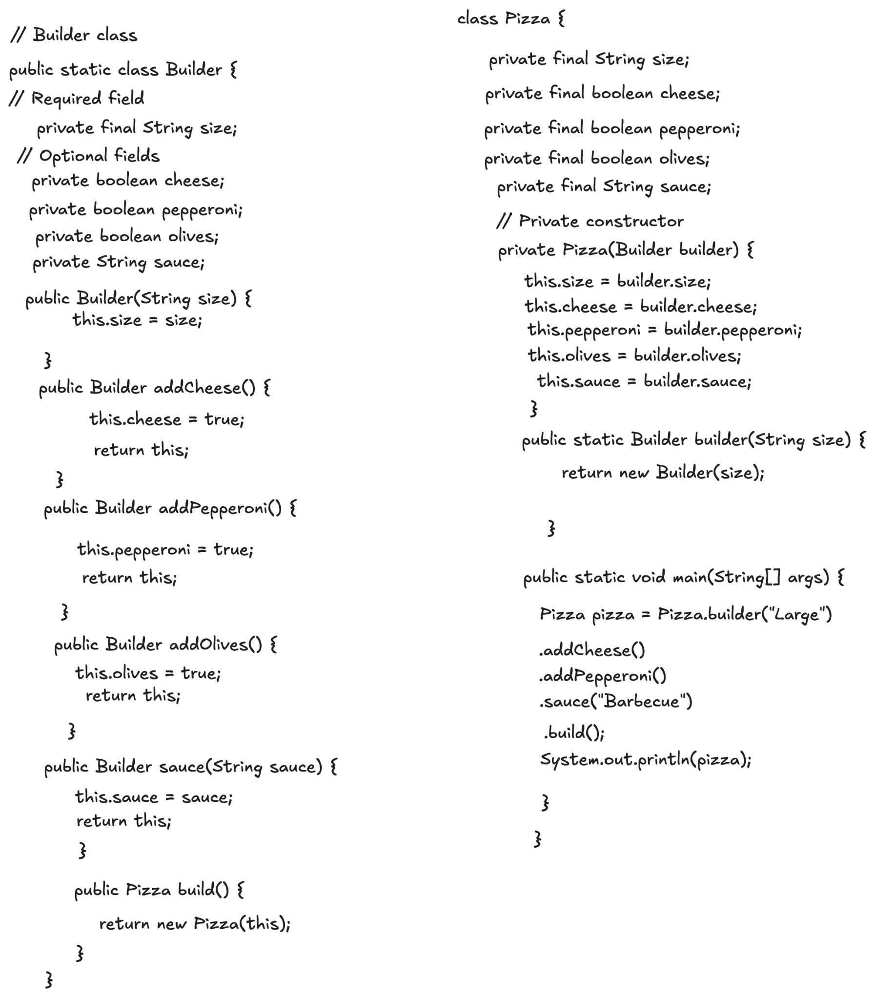 // Builder class
public static class Builder {
// Required field
private final String size;
// Optional fields
private boolean cheese;
private boolean pepperoni;
private boolean olives;
private String sauce;
public Builder(String size) {
this.size = size;
}
public Builder addCheese() {
this.cheese = true;
return this;
}
public Builder addPepperoni() {
this.pepperoni = true;
return this;
}
public Builder addOlives() {
this.olives = true;
return this;
}
public Builder sauce(String sauce) {
this.sauce = sauce;
return this;
}
public Pizza build() {
return new Pizza(this);
}
}
class Pizza {
private final String size;
private final boolean cheese;
private final boolean pepperoni;
private final boolean olives;
private final String sauce;
// Private constructor
private Pizza(Builder builder) {
this.size = builder.size;
this.cheese = builder.cheese;
this.pepperoni = builder.pepperoni;
this.olives = builder.olives;
this.sauce = builder.sauce;
}
public static Builder builder(String size) {
return new Builder(size);
}
public static void main(String[] args) {
Pizza pizza = Pizza.builder("Large")
.addCheese()
.addPepperoni()
.sauce("Barbecue")
.build();
System.out.println(pizza);
}
}